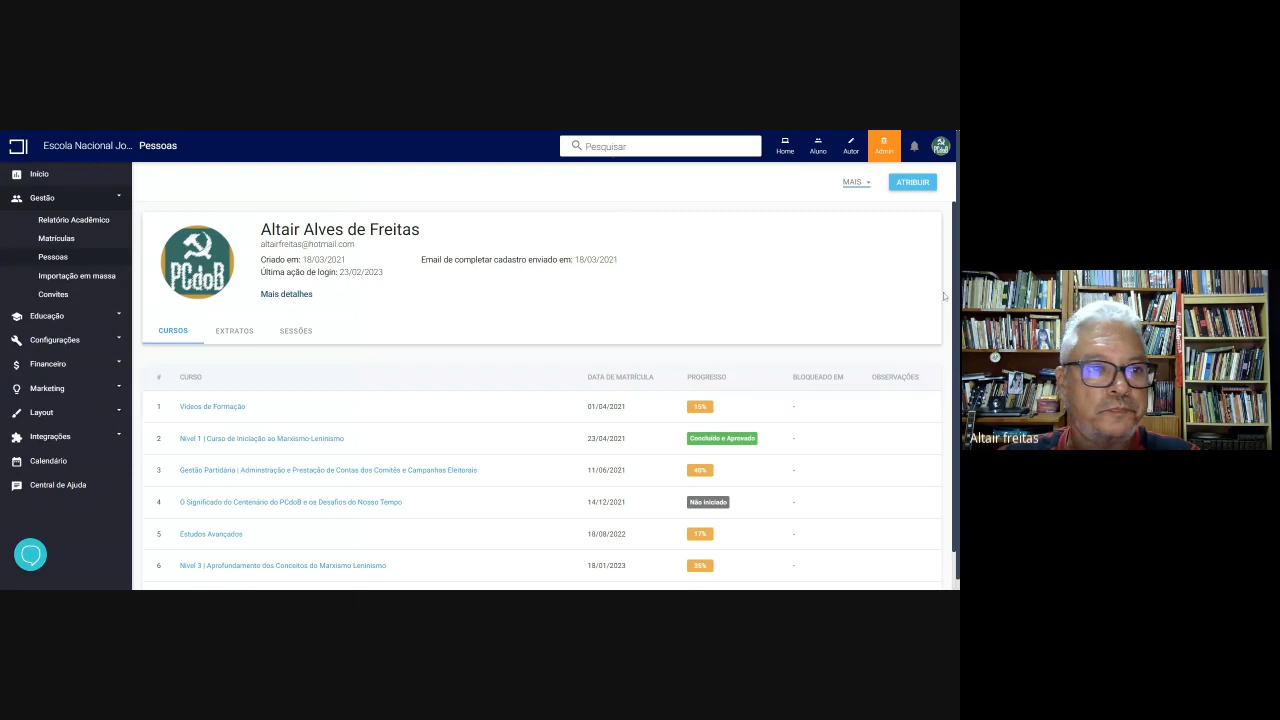 Escola Nacional Jo... Pessoas
Pesquisar
Home
Aluno
Autor
Admin
Início
Gestão
Relatório Acadêmico
Matrículas
Pessoas
Importação em massa
Convites
Educação
Configurações
Financeiro
Marketing
Layout
Integrações
Calendário
Central de Ajuda
MAIS
ATRIBUIR
PCdoB
Altair Alves de Freitas
altairfreitas@hotmail.com
Criado em: 18/03/2021 Email de completar cadastro enviado em: 18/03/2021
Última ação de login: 23/02/2023
Mais detalhes
CURSOS EXTRATOS SESSÕES
# CURSO DATA DE MATRÍCULA PROGRESSO BLOQUEADO EM OBSERVAÇÕES
1 Vídeos de Formação 01/04/2021 15% -
2 Nível 1 | Curso de Iniciação ao Marxismo-Leninismo 23/04/2021 Concluído e Aprovado -
3 Gestão Partidária | Adminstração e Prestação de Contas dos Comitês e Campanhas Eleitorais 11/06/2021 40% -
4 O Significado do Centenário do PCdoB e os Desafios do Nosso Tempo 14/12/2021 Não iniciado -
5 Estudos Avançados 18/08/2022 17% -
6 Nível 3 | Aprofundamento dos Conceitos do Marxismo Leninismo 18/01/2023 35% -
Altair freitas